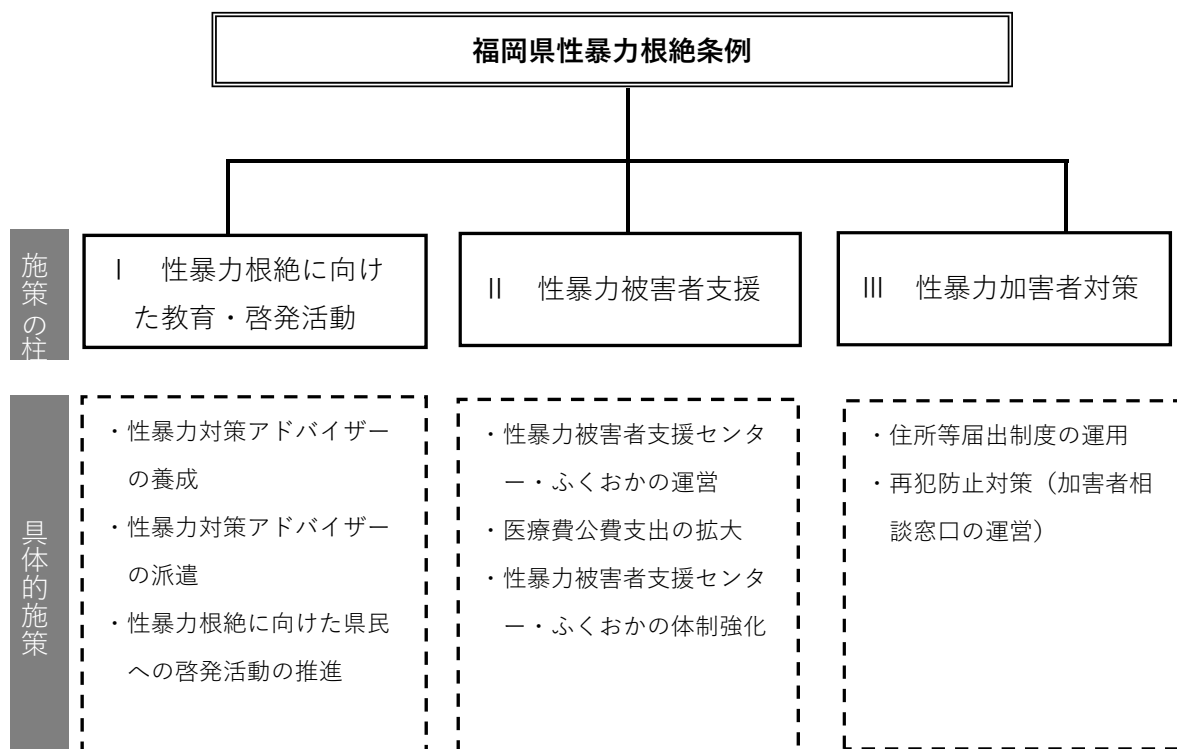 福岡県性暴力根絶条例
施策の柱
Ⅰ 性暴力根絶に向け
た教育・啓発活動
Ⅱ 性暴力被害者支援
Ⅲ 性暴力加害者対策
具体的施策
・性暴力対策アドバイザー
の養成
・性暴力対策アドバイザー
の派遣
・性暴力根絶に向けた県民
への啓発活動の推進
・性暴力被害者支援センタ
ー・ふくおかの運営
・医療費公費支出の拡大
・性暴力被害者支援センタ
ー・ふくおかの体制強化
・住所等届出制度の運用
・再犯防止対策（加害者相
談窓口の運営）